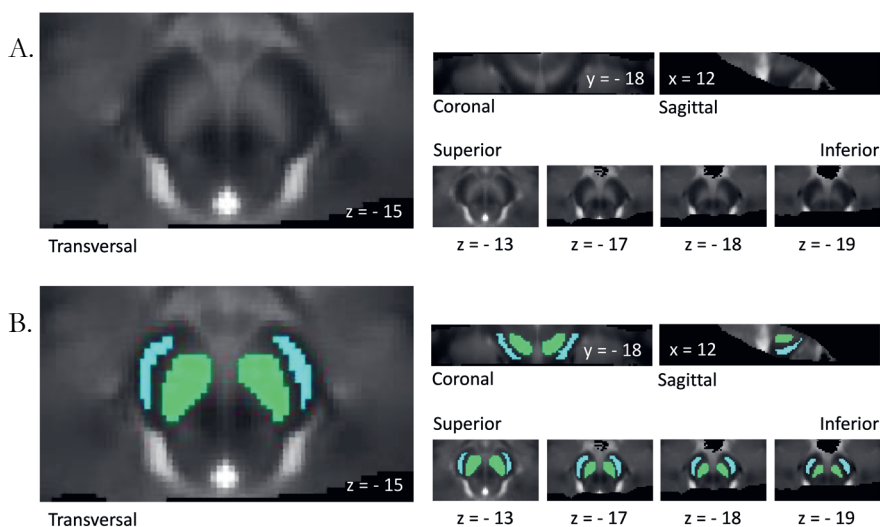 A.
z = - 15
Transversal
y = - 18
x = 12
Coronal
Sagittal
Superior
Inferior
z = - 13
z = - 17
z = - 18
z = - 19
B.
z = - 15
Transversal
y = - 18
x = 12
Coronal
Sagittal
Superior
Inferior
z = - 13
z = - 17
z = - 18
z = - 19